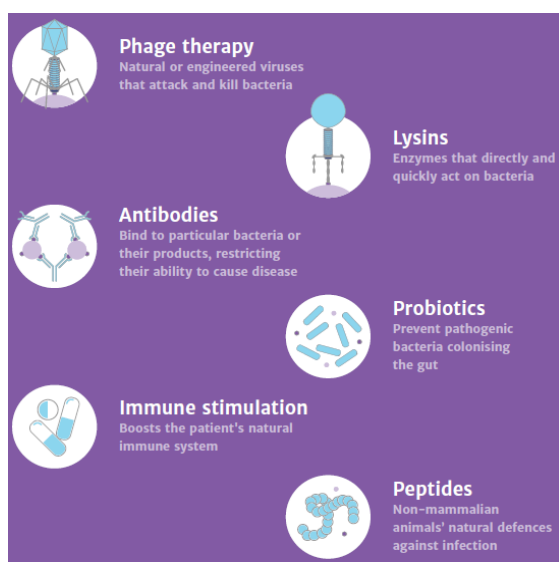 Phage therapy
Natural or engineered viruses
that attack and kill bacteria
Lysins
Enzymes that directly and
quickly act on bacteria
Antibodies
Bind to particular bacteria or
their products, restricting
their ability to cause disease
Probiotics
Prevent pathogenic
bacteria colonising
the gut
Immune stimulation
Boosts the patient's natural
immune system
Peptides
Non-mammalian
animals' natural defences
against infection